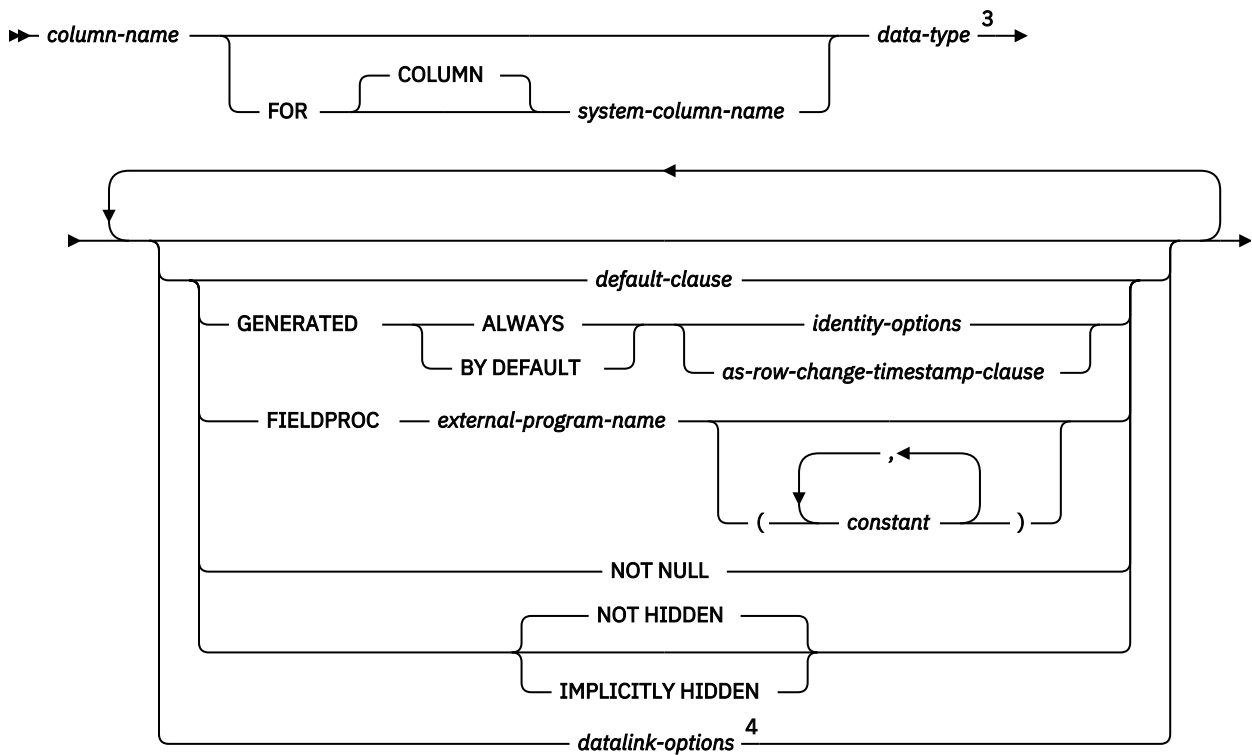 column-name data-type 3
COLUMN
FOR system-column-name
default-clause
GENERATED ALWAYS identity-options
BY DEFAULT as-row-change-timestamp-clause
FIELDPROC external-program-name
,
( constant )
NOT NULL
NOT HIDDEN
IMPLICITLY HIDDEN
datalink-options 4